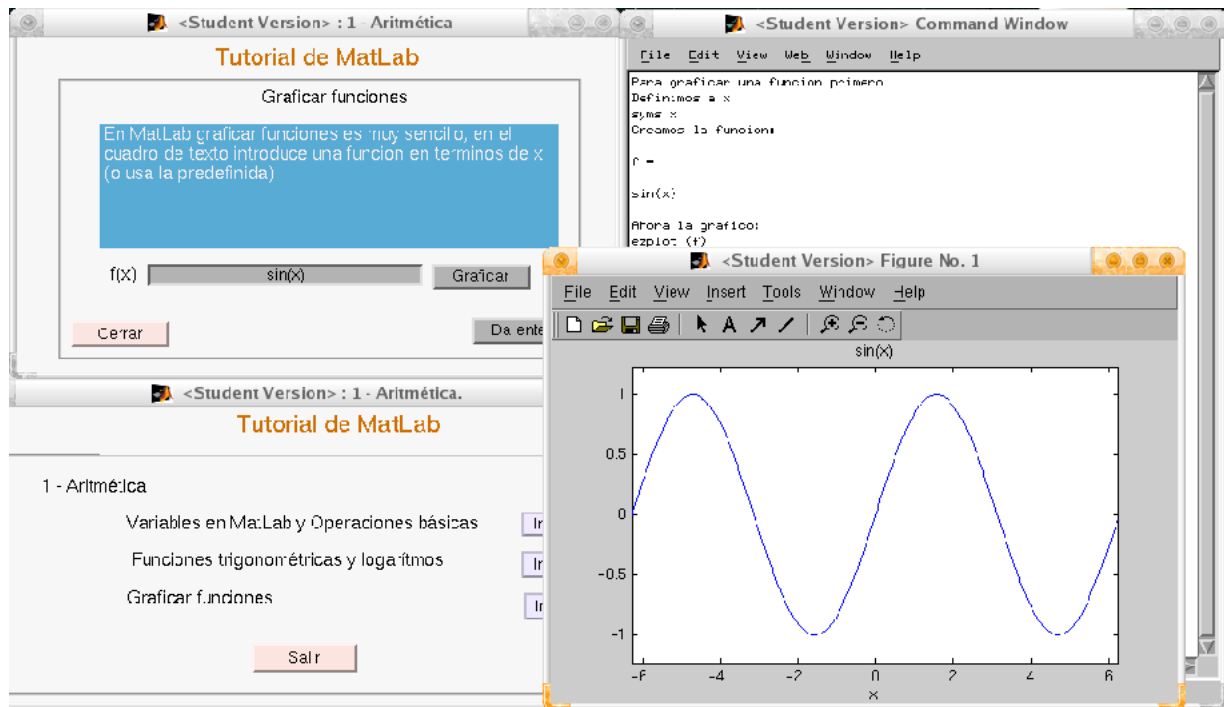 <Student Version> : 1 - Aritmética
Tutorial de MatLab
Graficar funciones
En MatLab graficar funciones es muy sencillo, en el
cuadro de texto introduce una funcion en terminos de x
(o usa la predefinida)
f(x)
sin(x)
Graficar
Cerrar
Da ente
<Student Version> : 1 - Aritmética.
Tutorial de MatLab
1 - Aritmética
Variables en MatLab y Operaciones básicas
Funciones trigonométricas y logarítmos
Graficar funciones
Salir
<Student Version> Command Window
File Edit View Web Window Help
Para graficar una funcion primero
Definimos a x
syms x
Creamos la funcion:
f =
sin(x)
Ahora la grafico:
ezplot (f)
<Student Version> Figure No. 1
File Edit View Insert Tools Window Help
sin(x)
1
0.5
0
-0.5
-1
-6 -4 -2 0 2 4 6
x